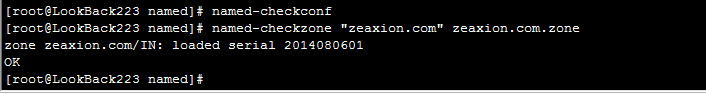 [root@LookBack223 named]# named-checkconf
[root@LookBack223 named]# named-checkzone "zeaxion.com" zeaxion.com.zone
zone zeaxion.com/IN: loaded serial 2014080601
OK
[root@LookBack223 named]#